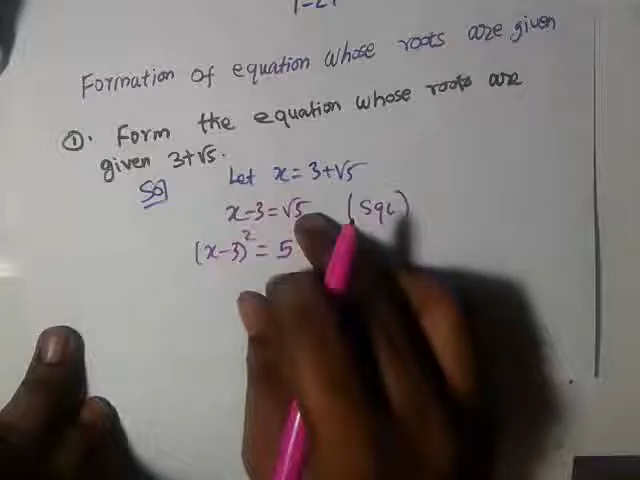 Formation of equation whose roots are given
①. Form the equation whose roots are
given 3+√5.
Sol Let x = 3+√5
x-3=√5 (sq
(x-3)² = 5